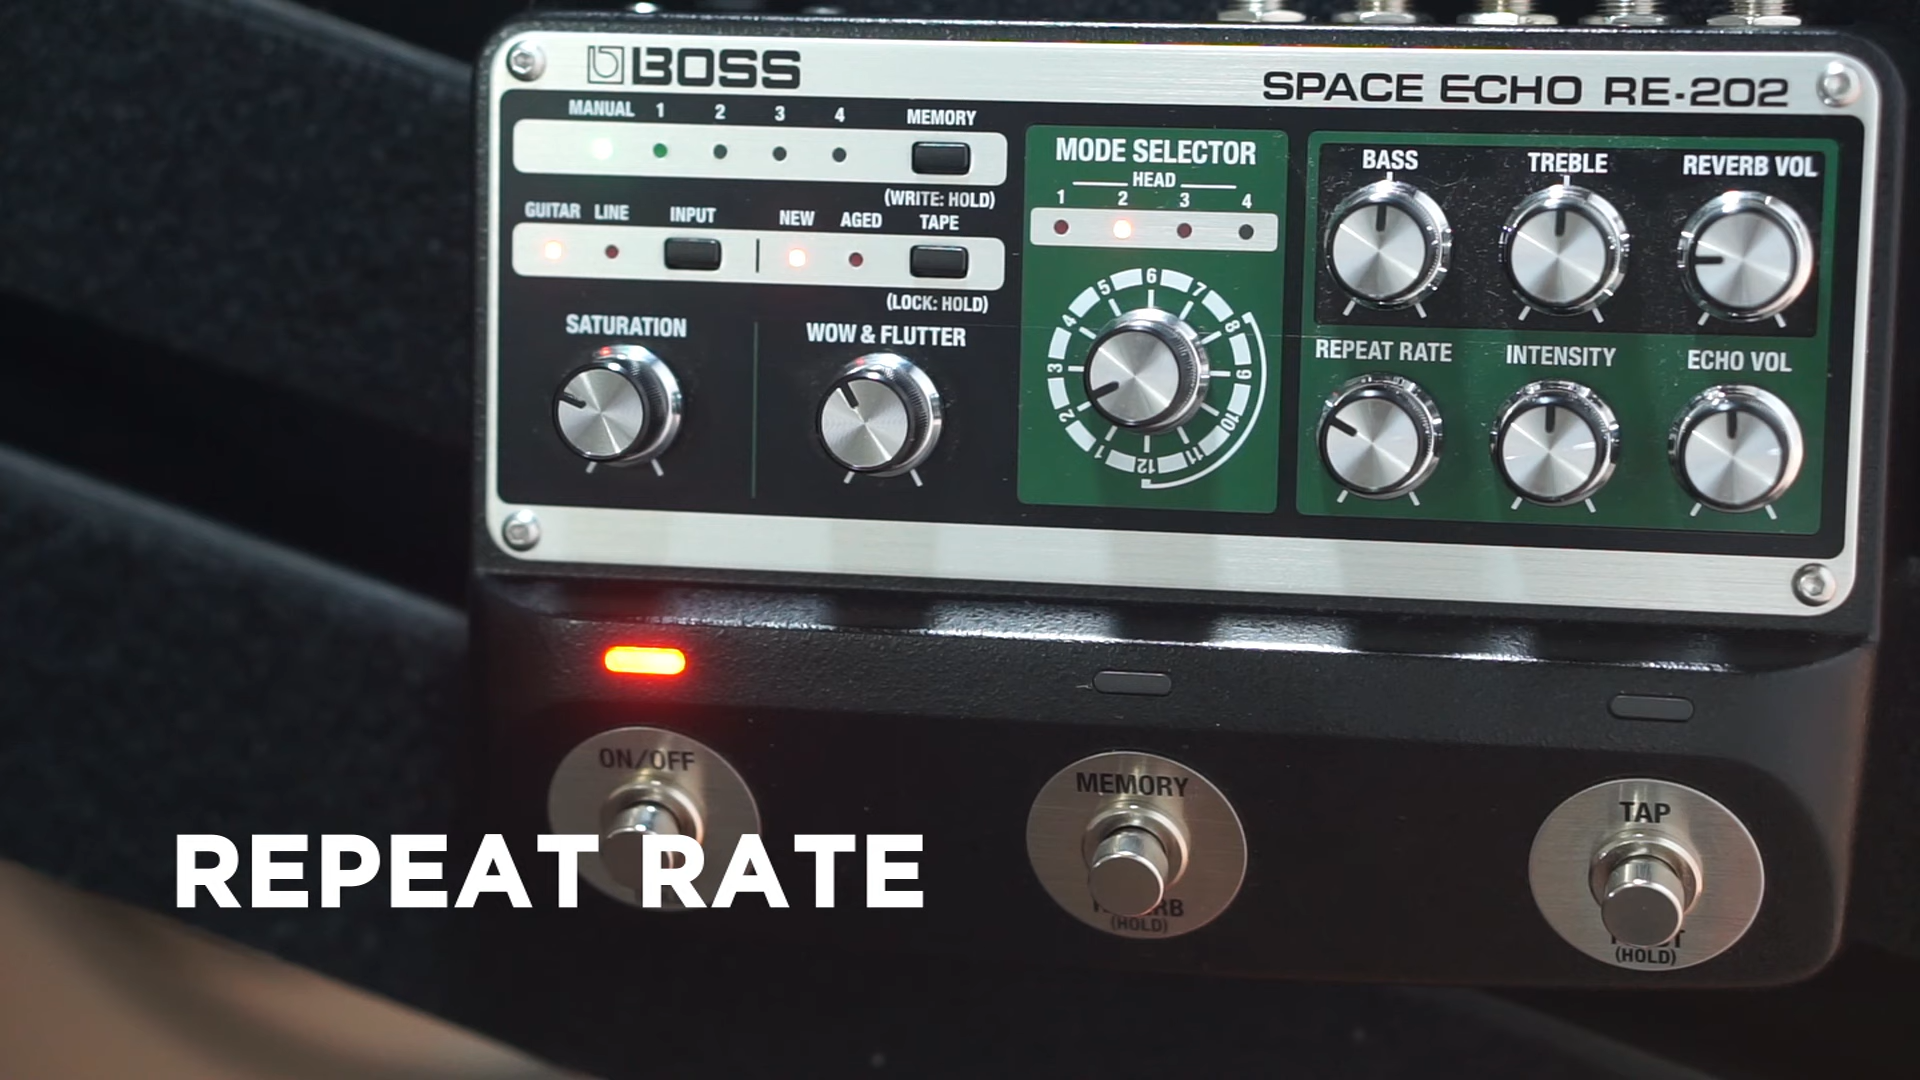 BOSS
SPACE ECHO RE-202
MANUAL 1 2 3 4 MEMORY
(WRITE: HOLD)
GUITAR LINE INPUT NEW AGED TAPE
(LOCK: HOLD)
SATURATION
WOW & FLUTTER
MODE SELECTOR
HEAD
1 2 3 4
1 2 3 4 5 6 7 8 9 10 11 12
BASS TREBLE REVERB VOL
REPEAT RATE INTENSITY ECHO VOL
ON/OFF
MEMORY
(HOLD)
TAP
(HOLD)
REPEAT RATE